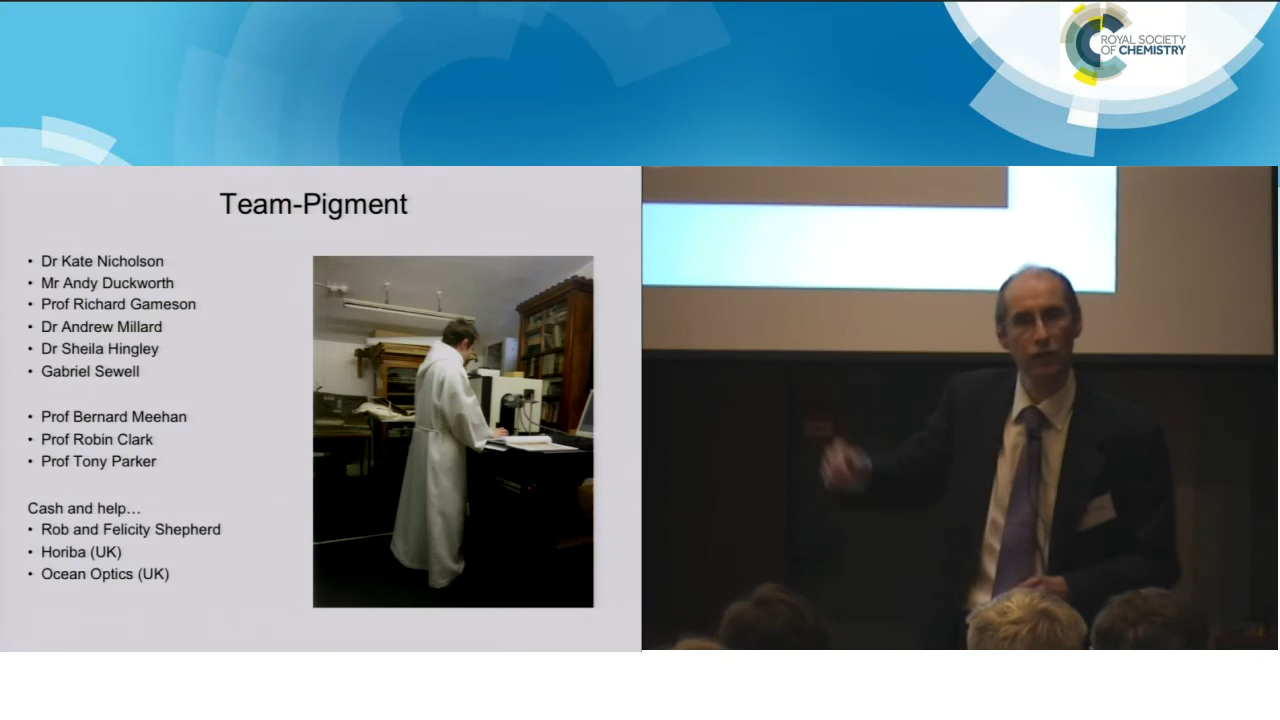 ROYAL SOCIETY
OF CHEMISTRY
Team-Pigment
• Dr Kate Nicholson
• Mr Andy Duckworth
• Prof Richard Gameson
• Dr Andrew Millard
• Dr Sheila Hingley
• Gabriel Sewell
• Prof Bernard Meehan
• Prof Robin Clark
• Prof Tony Parker
Cash and help…
• Rob and Felicity Shepherd
• Horiba (UK)
• Ocean Optics (UK)